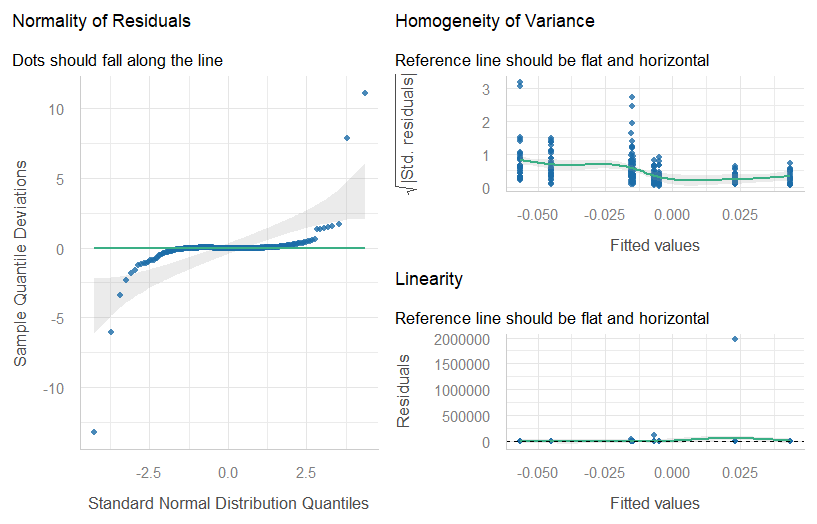 Normality of Residuals
Dots should fall along the line
Sample Quantile Deviations
10
5
0
-5
-10
-2.5
0.0
2.5
Standard Normal Distribution Quantiles
Homogeneity of Variance
Reference line should be flat and horizontal
√|Std. residuals|
3
2
1
0
-0.050
-0.025
0.000
0.025
Fitted values
Linearity
Reference line should be flat and horizontal
Residuals
2000000
1500000
1000000
500000
0
-0.050
-0.025
0.000
0.025
Fitted values